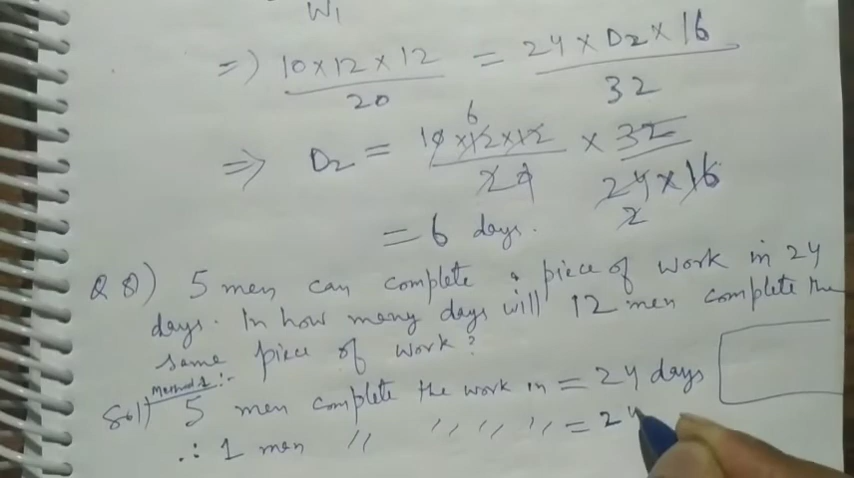 W1
=) 10×12×12 / 20 = 24×D2×16 / 32
=> D2 = 10×12×12 / 20 × 32 / 24×16
6
2
= 6 days.
Q 8) 5 men can complete a piece of work in 24
days. In how many days will 12 men complete the
same piece of work?
Method 1:-
Sol) 5 men complete the work in = 24 days
∴ 1 men " " " " " = 24